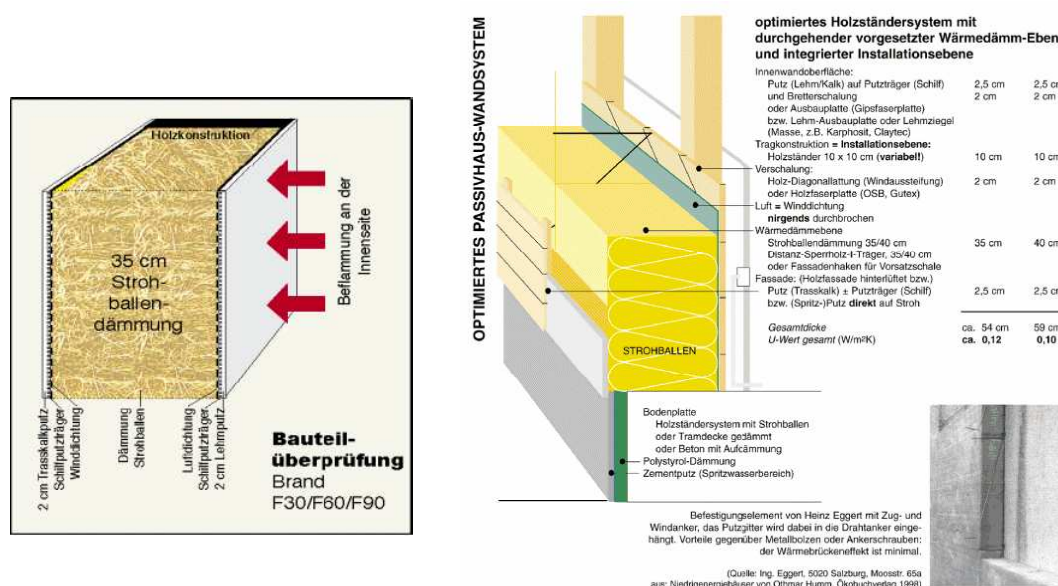 Holzkonstruktion
35 cm
Stroh-
ballen-
dämmung
Beflammung an der
Innenseite
2 cm Trasskalkputz
Schilfputzträger
Winddichtung
Dämmung
Strohballen
Luftdichtung
Schilfputzträger
2 cm Lehmputz
Bauteil-
überprüfung
Brand
F30/F60/F90
OPTIMIERTES PASSIVHAUS-WANDSYSTEM
optimiertes Holzständersystem mit
durchgehender vorgesetzter Wärmedämm-Eben
und integrierter Installationsebene
Innenwandoberfläche:
Putz (Lehm/Kalk) auf Putzträger (Schilf) 2,5 cm 2,5 c
und Bretterschalung 2 cm 2 cm
oder Ausbauplatte (Gipsfaserplatte)
bzw. Lehm-Ausbauplatte oder Lehmziegel
(Masse, z.B. Karphosit, Claytec)
Tragkonstruktion = Installationsebene:
Holzständer 10 x 10 cm (variabel!) 10 cm 10 cm
Verschalung:
Holz-Diagonallattung (Windaussteifung) 2 cm 2 cm
oder Holzfaserplatte (OSB, Gutex)
Luft = Winddichtung
nirgends durchbrochen
Wärmedämmebene
Strohballendämmung 35/40 cm 35 cm 40 cm
Distanz-Sperrholz-I-Träger, 35/40 cm
oder Fassadenhaken für Vorsatzschale
Fassade: (Holzfassade hinterlüftet bzw.)
Putz (Trasskalk) ± Putzträger (Schilf) 2,5 cm 2,5 c
bzw. (Spritz-)Putz direkt auf Stroh
Gesamtdicke ca. 54 cm 59 cm
U-Wert gesamt (W/m²K) ca. 0,12 0,10
STROHBALLEN
Bodenplatte
Holzständersystem mit Strohballen
oder Tramdecke gedämmt
oder Beton mit Aufdämmung
Polystyrol-Dämmung
Zementputz (Spritzwasserbereich)
Befestigungselement von Heinz Eggert mit Zug- und
Windanker, das Putzgitter wird dabei in die Drahtanker einge-
hängt. Vorteile gegenüber Metallbolzen oder Ankerschrauben:
der Wärmebrückeneffekt ist minimal.
(Quelle: Ing. Eggert, 5020 Salzburg, Moosstr. 65a
aus: Niedrigenergiehäuser von Othmar Humm, Ökobuchverlag 1998)